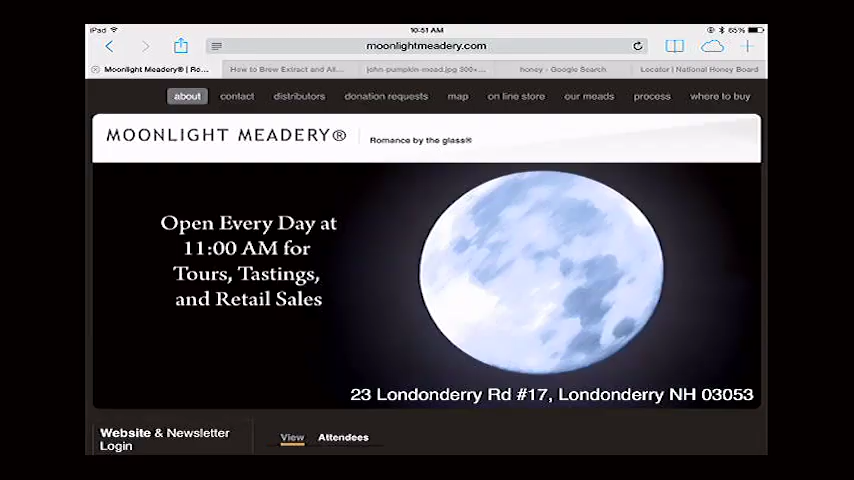 iPad 10:51 AM 65%
moonlightmeadery.com
Moonlight Meadery® | Ro... How to Brew Extract and All... john-pumpkin-mead.jpg 300×... honey - Google Search Locator | National Honey Board
about contact distributors donation requests map on line store our meads process where to buy
MOONLIGHT MEADERY® Romance by the glass®
Open Every Day at
11:00 AM for
Tours, Tastings,
and Retail Sales
23 Londonderry Rd #17, Londonderry NH 03053
Website & Newsletter
Login
View Attendees